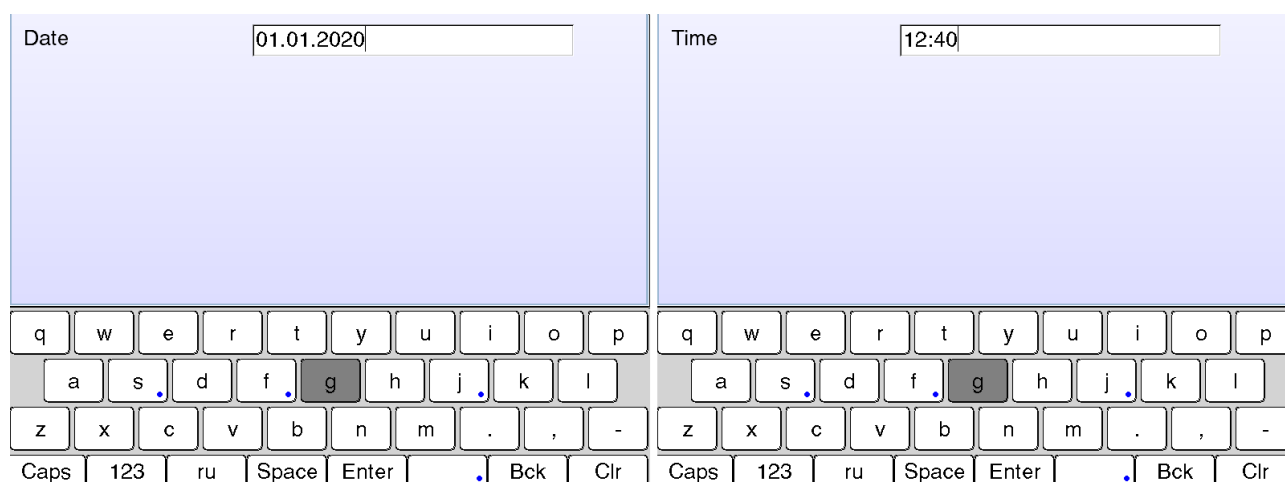 Date 01.01.2020
q w e r t y u i o p
a s d f g h j k l
z x c v b n m . , -
Caps 123 ru Space Enter Bck Clr
Time 12:40
q w e r t y u i o p
a s d f g h j k l
z x c v b n m . , -
Caps 123 ru Space Enter Bck Clr